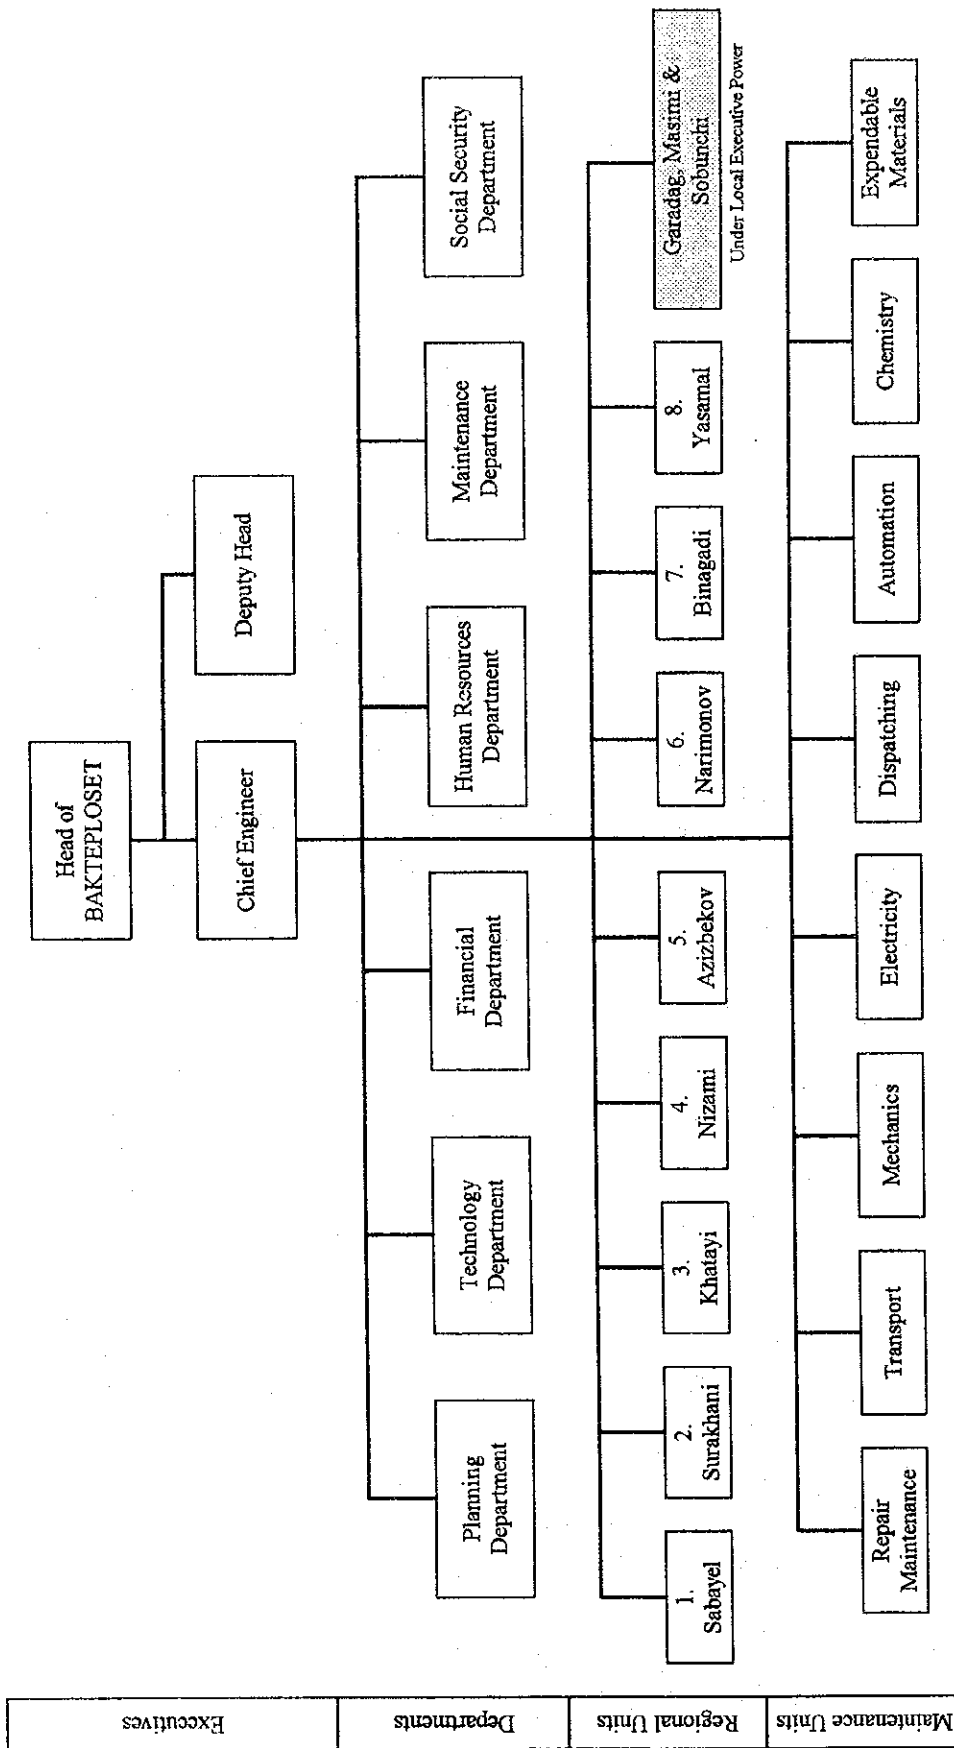 Executives
Head of
BAKTEPLOSET
Chief Engineer
Deputy Head
Departments
Planning
Department
Technology
Department
Financial
Department
Human Resources
Department
Maintenance
Department
Social Security
Department
Regional Units
1.
Sabayel
2.
Surakhani
3.
Khatayi
4.
Nizami
5.
Azizbekov
6.
Narimonov
7.
Binagadi
8.
Yasamal
Garadag, Masimi &
Sobunchi
Under Local Executive Power
Maintenance Units
Repair
Maintenance
Transport
Mechanics
Electricity
Dispatching
Automation
Chemistry
Expendable
Materials